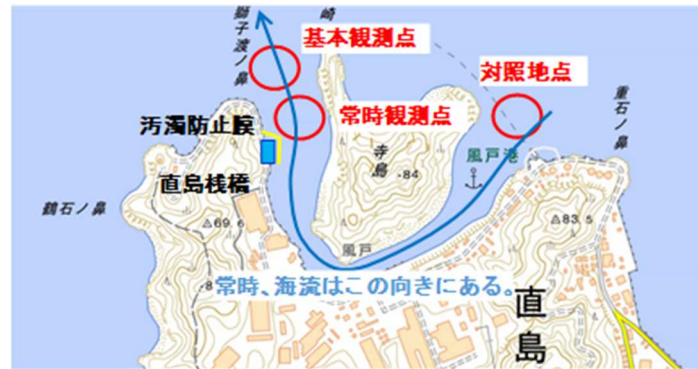 獅子渡ノ鼻
崎
基本観測点
対照地点
重石ノ鼻
常時観測点
汚濁防止膜
寺島
・84
風戸港
直島桟橋
鶴石ノ鼻
△69.6
△83.5
風戸
常時、海流はこの向きにある。
直島